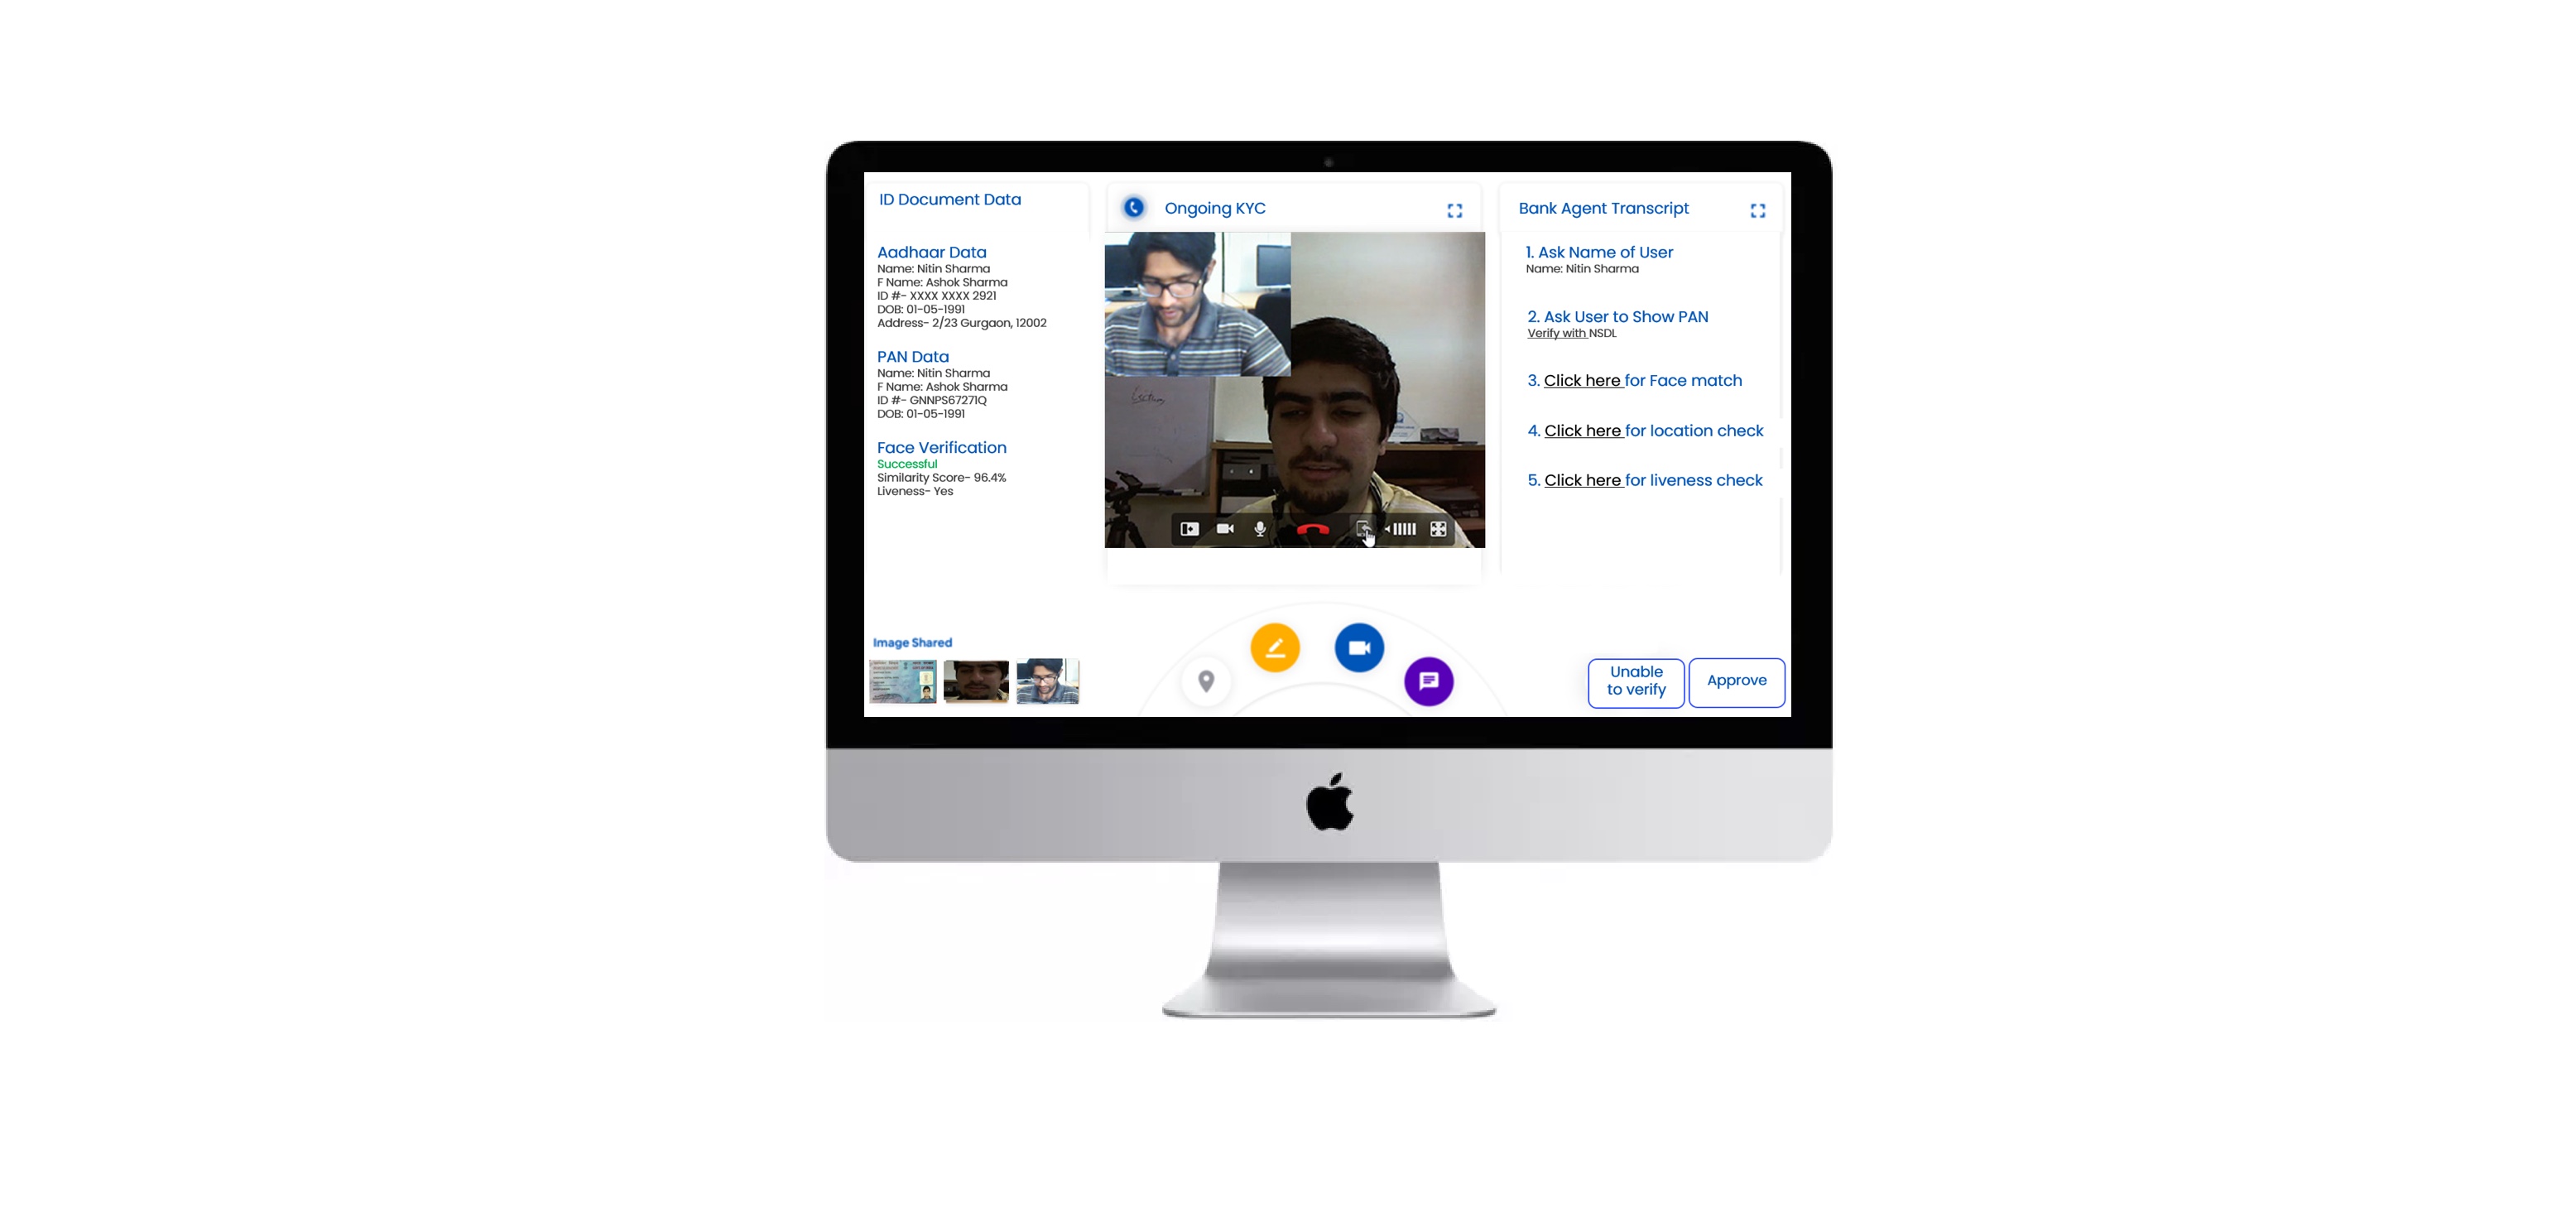 ID Document Data
Aadhaar Data
Name: Nitin Sharma
F Name: Ashok Sharma
ID #- XXXX XXXX 2921
DOB: 01-05-1991
Address- 2/23 Gurgaon, 12002
PAN Data
Name: Nitin Sharma
F Name: Ashok Sharma
ID #- GNNPS67271Q
DOB: 01-05-1991
Face Verification
Successful
Similarity Score- 96.4%
Liveness- Yes
Image Shared
Ongoing KYC
Bank Agent Transcript
1. Ask Name of User
Name: Nitin Sharma
2. Ask User to Show PAN
Verify with NSDL
3. Click here for Face match
4. Click here for location check
5. Click here for liveness check
Unable
to verify
Approve